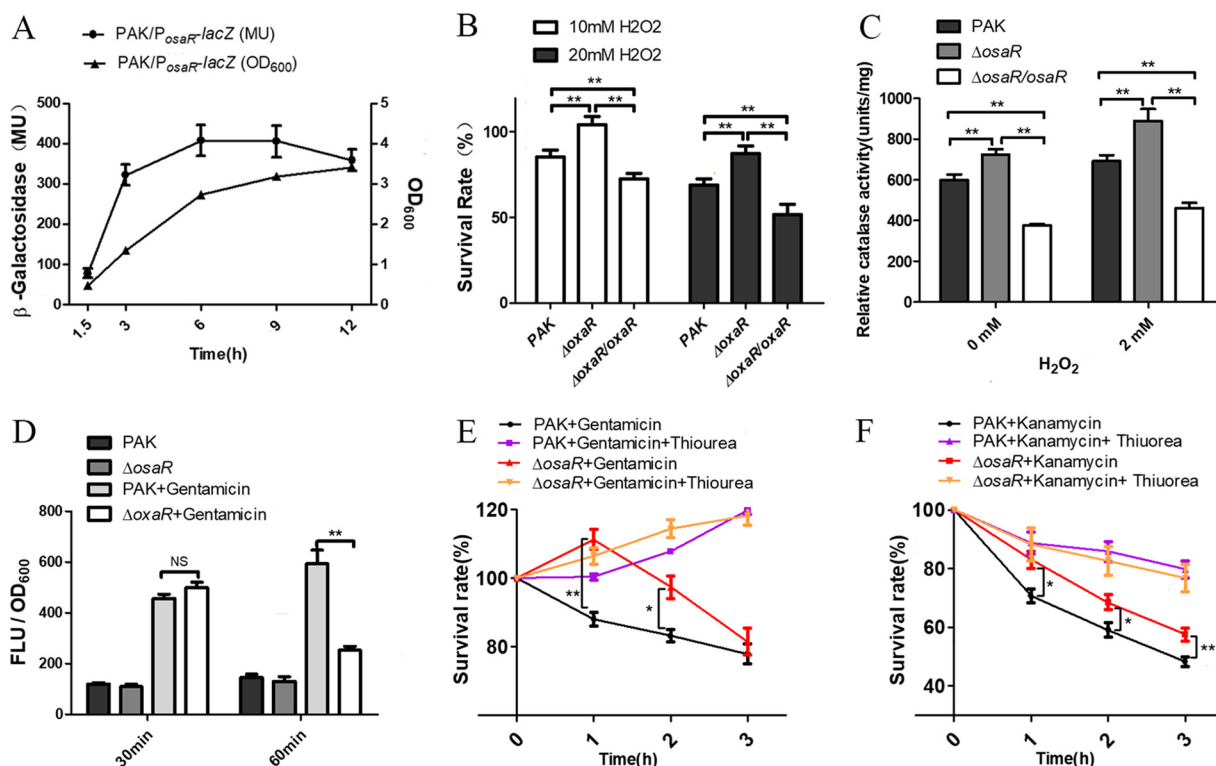 A
PAK/PosaR-lacZ (MU)
PAK/PosaR-lacZ (OD600)
β -Galactosidase (MU)
500
400
300
200
100
0
5
4
3
2
1
0
OD600
1.5
3
6
9
12
Time(h)
B
10mM H2O2
20mM H2O2
Survival Rate (%)
100
50
0
**
**
**
**
**
**
PAK
ΔoxaR
ΔoxaR/oxaR
PAK
ΔoxaR
ΔoxaR/oxaR
C
PAK
ΔosaR
ΔosaR/osaR
Relative catalase activity(units/mg)
1000
800
600
400
200
0
**
**
**
**
**
**
0 mM
2 mM
H2O2
D
PAK
ΔosaR
PAK+Gentamicin
ΔoxaR+Gentamicin
FLU / OD600
800
600
400
200
0
NS
**
30min
60min
E
PAK+Gentamicin
PAK+Gentamicin+Thiourea
ΔosaR+Gentamicin
ΔosaR+Gentamicin+Thiourea
Survival rate(%)
120
100
80
**
*
0
1
2
3
Time(h)
F
PAK+Kanamycin
PAK+Kanamycin+ Thiuorea
ΔosaR+Kanamycin
ΔosaR+Kanamycin+ Thiuorea
Survival rate(%)
100
80
60
40
*
*
**
0
1
2
3
Time(h)